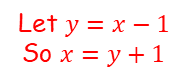 Let y = x − 1
So x = y + 1